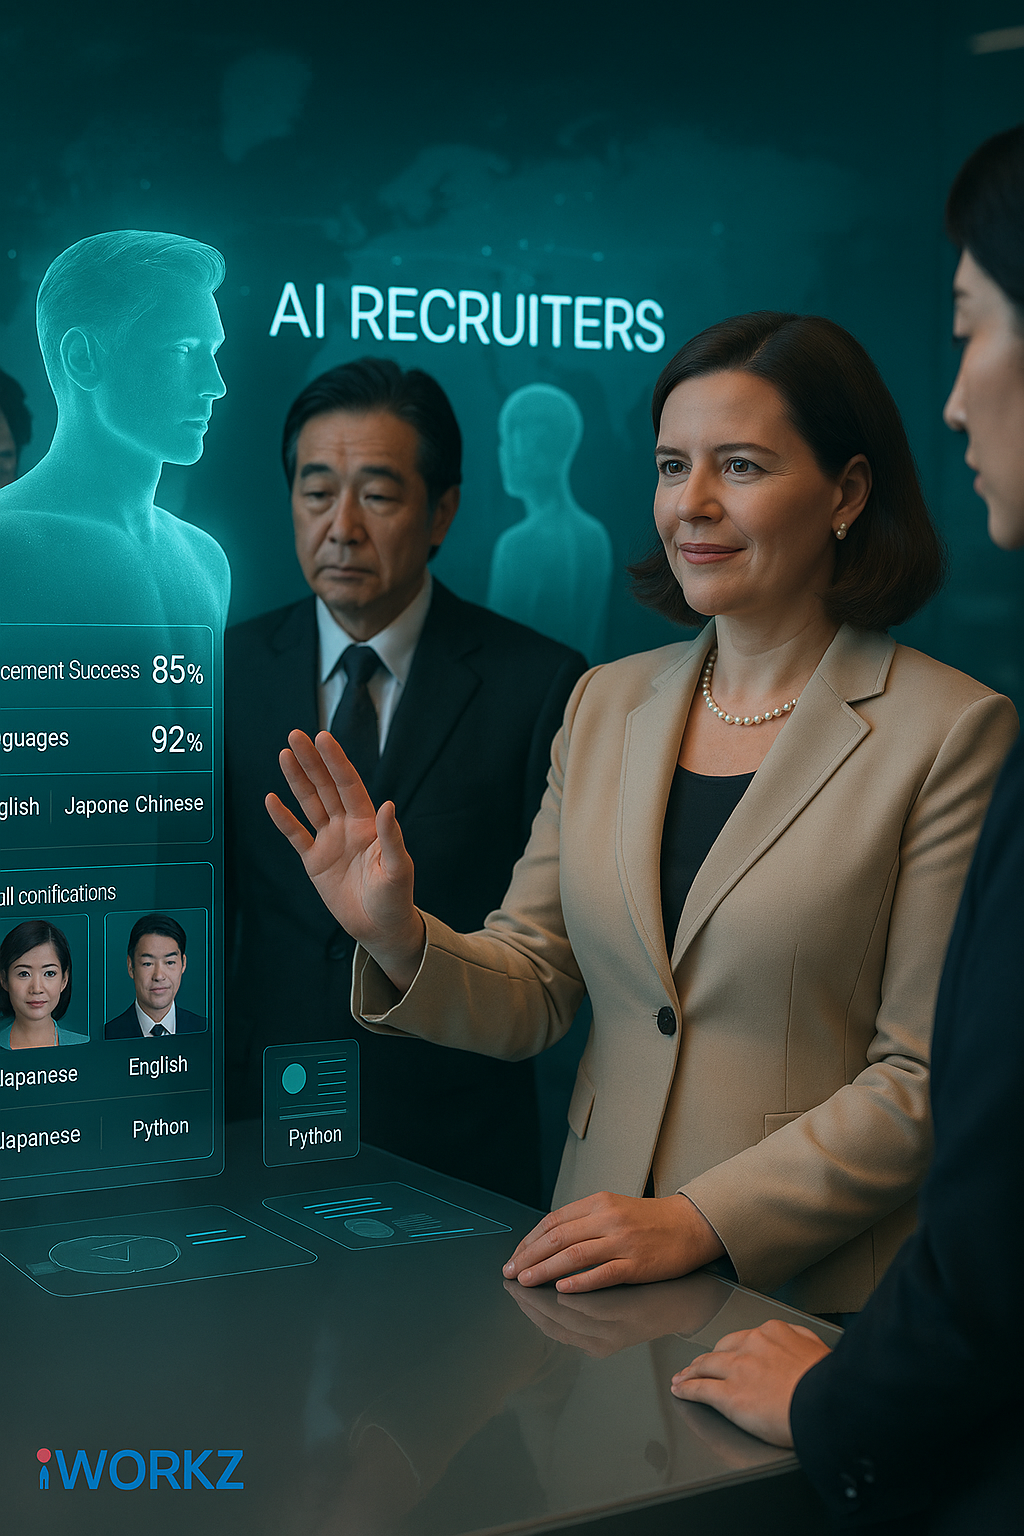 AI RECRUITERS
cement Success 85%
guages 92%
glish Japone Chinese
all conifications
Japanese English
Japanese Python
Python
iWORKZ